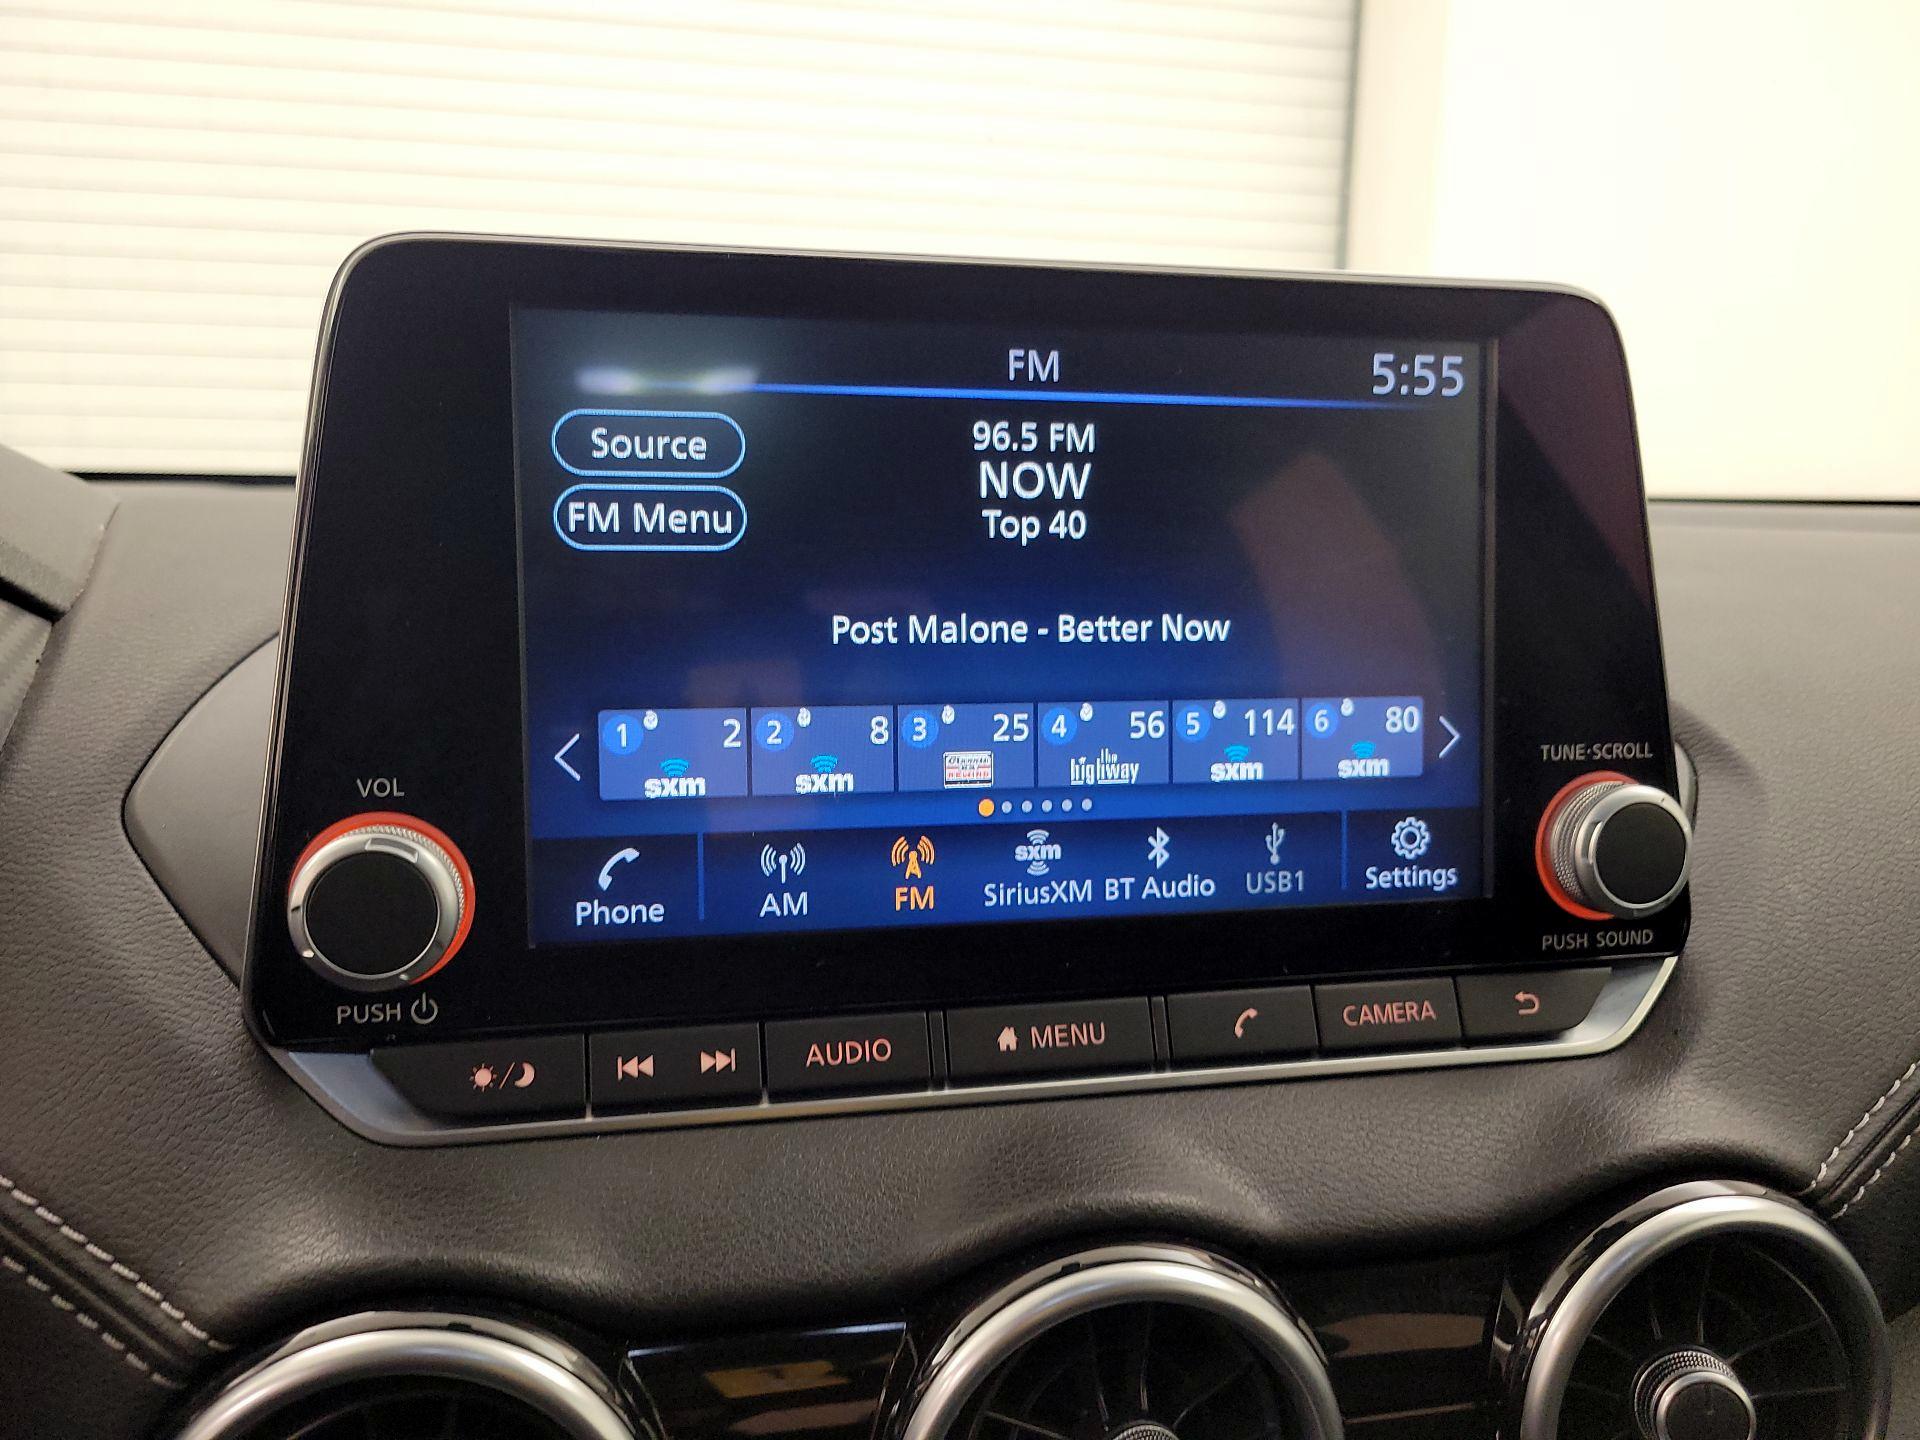 FM
5:55
Source
96.5 FM
NOW
FM Menu
Top 40
Post Malone - Better Now
1 2
sxm
2 8
sxm
3 25
REWIND
4 56
the
highway
5 114
sxm
6 80
sxm
Phone
AM
FM
sxm
SiriusXM
BT Audio
USB1
Settings
VOL
PUSH
TUNE·SCROLL
PUSH SOUND
AUDIO
MENU
CAMERA